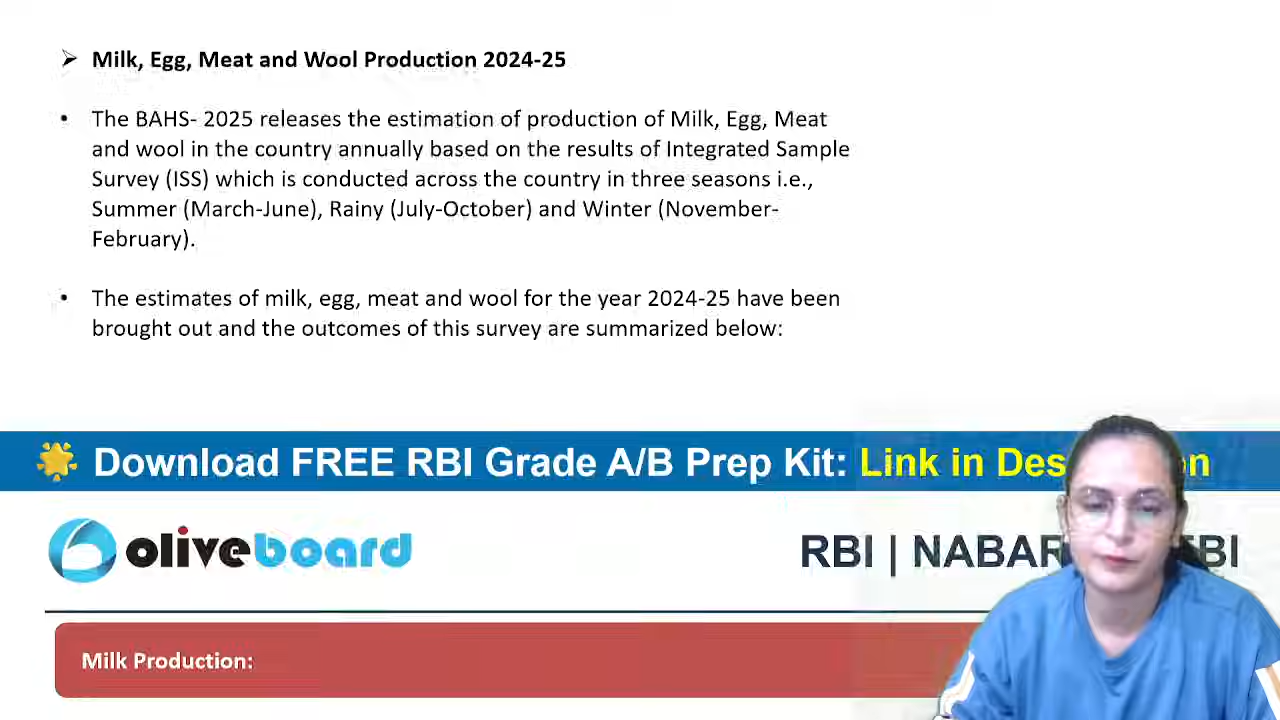 Milk, Egg, Meat and Wool Production 2024-25
The BAHS- 2025 releases the estimation of production of Milk, Egg, Meat
and wool in the country annually based on the results of Integrated Sample
Survey (ISS) which is conducted across the country in three seasons i.e.,
Summer (March-June), Rainy (July-October) and Winter (November-
February).
The estimates of milk, egg, meat and wool for the year 2024-25 have been
brought out and the outcomes of this survey are summarized below:
Download FREE RBI Grade A/B Prep Kit: Link in
oliveboard
RBI |
Milk Production: